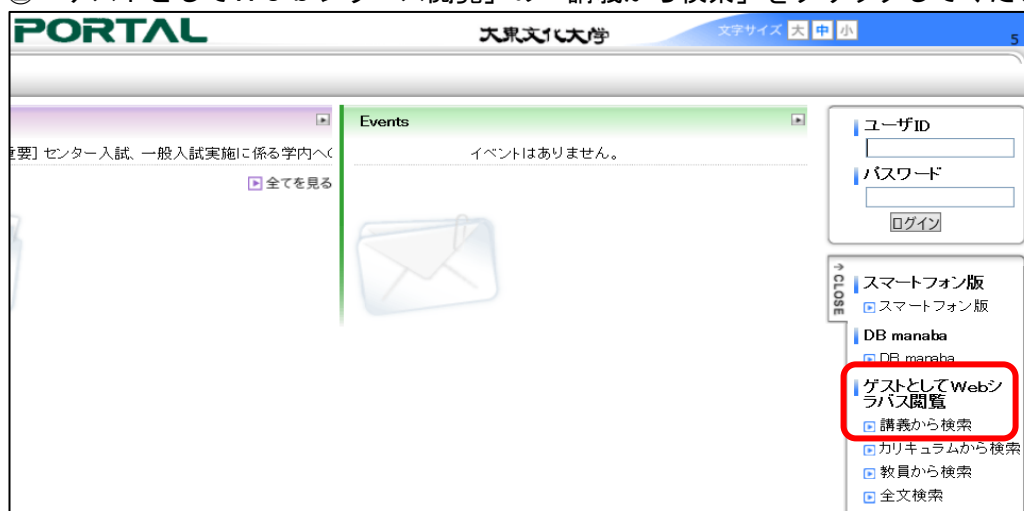 PORTAL
大東文化大学
文字サイズ 大 中 小
5
Events
要] センター入試、一般入試実施に係る学内への
イベントはありません。
全てを見る
ユーザID
パスワード
ログイン
CLOSE
スマートフォン版
スマートフォン版
DB manaba
DB manaba
ゲストとしてWebシ
ラバス閲覧
講義から検索
カリキュラムから検索
教員から検索
全文検索